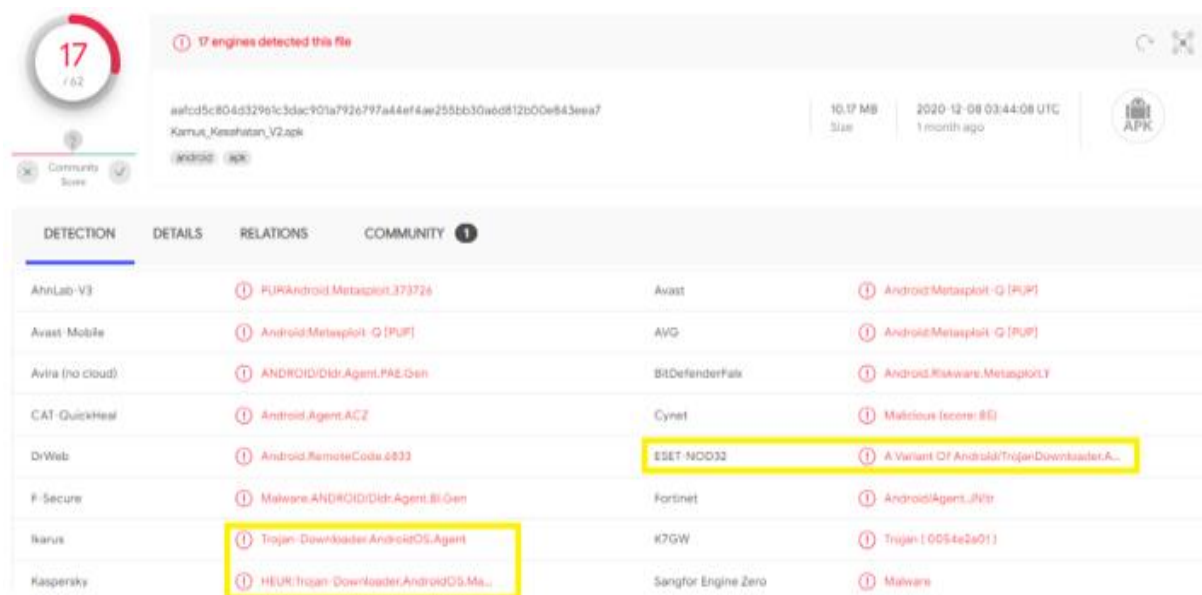 17
/ 62
Community
Score
17 engines detected this file
aafcd5c804d32961c3dac901a7926797a44ef4ae255bb30a6d812b00e843eea7
Kamus_Kesehatan_V2.apk
android apk
10.17 MB
Size
2020-12-08 03:44:08 UTC
1 month ago
APK
DETECTION DETAILS RELATIONS COMMUNITY 1
AhnLab-V3 PUP/Android.Metasploit.373726 Avast Android:Metasploit-Q [PUP]
Avast-Mobile Android:Metasploit-Q [PUP] AVG Android:Metasploit-Q [PUP]
Avira (no cloud) ANDROID/Dldr.Agent.PAE.Gen BitDefenderFalx Android.Riskware.Metasploit.Y
CAT-QuickHeal Android.Agent.ACZ Cynet Malicious (score: 85)
DrWeb Android.RemoteCode.6833 ESET-NOD32 A Variant Of Android/TrojanDownloader.A...
F-Secure Malware.ANDROID/Dldr.Agent.BI.Gen Fortinet Android/Agent.JN!tr
Ikarus Trojan-Downloader.AndroidOS.Agent K7GW Trojan ( 0054e2a01 )
Kaspersky HEUR:Trojan-Downloader.AndroidOS.Ma... Sangfor Engine Zero Malware